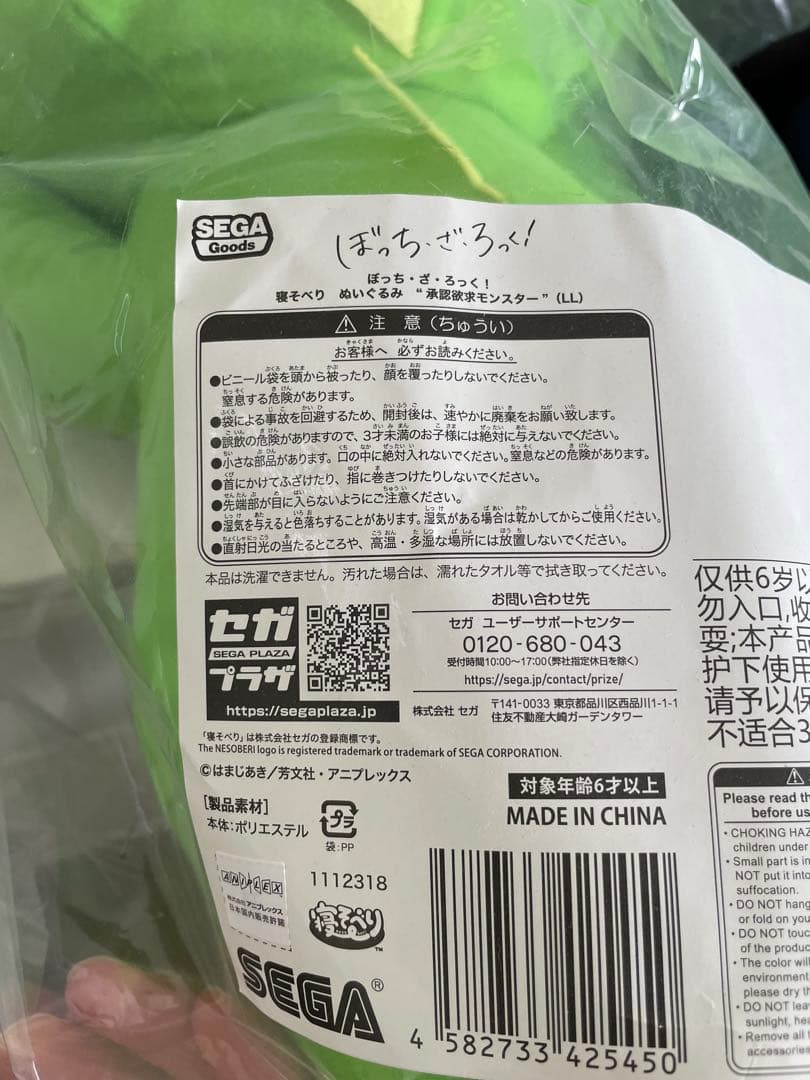 SEGA
Goods
ぼっち・ざ・ろっく!
ぼっち・ざ・ろっく!
寝そべり ぬいぐるみ “承認欲求モンスター”(LL)
⚠ 注 意(ちゅうい)
お客様へ 必ずお読みください。
●ビニール袋を頭から被ったり、顔を覆ったりしないでください。
窒息する危険があります。
●袋による事故を回避するため、開封後は、速やかに廃棄をお願い致します。
●誤飲の危険がありますので、3才未満のお子様には絶対に与えないでください。
●小さな部品があります。口の中に絶対入れないでください。窒息などの危険があります。
●首にかけてふざけたり、指に巻きつけたりしないでください。
●先端部が目に入らないようにご注意ください。
●湿気を与えると色落ちすることがあります。湿気がある場合は乾かしてからご使用ください。
●直射日光の当たるところや、高温・多湿な場所には放置しないでください。
本品は洗濯できません。汚れた場合は、濡れたタオル等で拭き取ってください。
セガ
SEGA PLAZA
プラザ
https://segaplaza.jp
お問い合わせ先
セガ ユーザーサポートセンター
0120-680-043
受付時間10:00~17:00(弊社指定休日を除く)
https://sega.jp/contact/prize/
株式会社 セガ 〒141-0033 東京都品川区西品川1-1-1
住友不動産大崎ガーデンタワー
「寝そべり」は株式会社セガの登録商標です。
The NESOBERI logo is registered trademark or trademark of SEGA CORPORATION.
©はまじあき/芳文社・アニプレックス
[製品素材]
本体:ポリエステル
プラ
袋:PP
対象年齢6才以上
MADE IN CHINA
ANIPLEX
株式会社アニプレックス
日本国内販売許諾
1112318
寝そべり
TM
SEGA®
4 582733 425450
仅供6岁以
勿入口,收
耍;本产品
护下使用
请予以保
不适合3
Please read th
before us
• CHOKING HAZ
children under
• Small part is in
NOT put it into
suffocation.
• DO NOT hang
or fold on you
• DO NOT touc
of the produc
• The color will
environment
please dry th
• DO NOT leav
sunlight, hea
• Remove all t
accessories